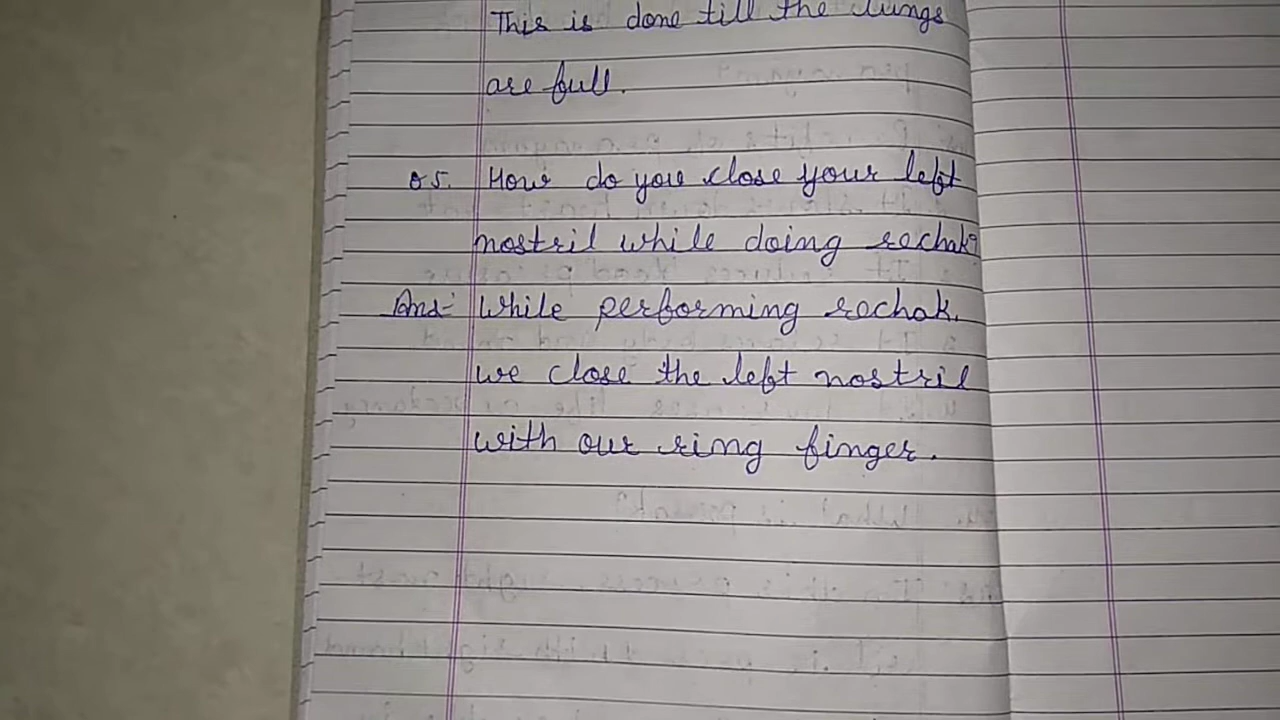 This is done till the lungs
are full.
Q5. How do you close your left
nostril while doing rechak?
Ans:- While performing rechak.
we close the left nostril
with our ring finger.